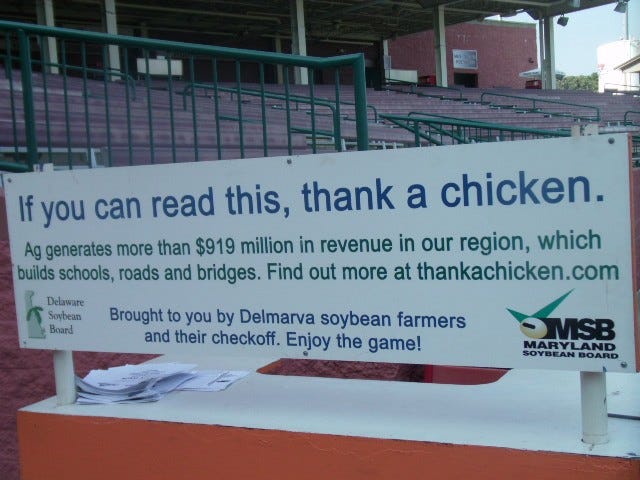 If you can read this, thank a chicken.
Ag generates more than $919 million in revenue in our region, which
builds schools, roads and bridges. Find out more at thankachicken.com
Delaware
Soybean
Board
Brought to you by Delmarva soybean farmers
and their checkoff. Enjoy the game!
MSB
MARYLAND
SOYBEAN BOARD